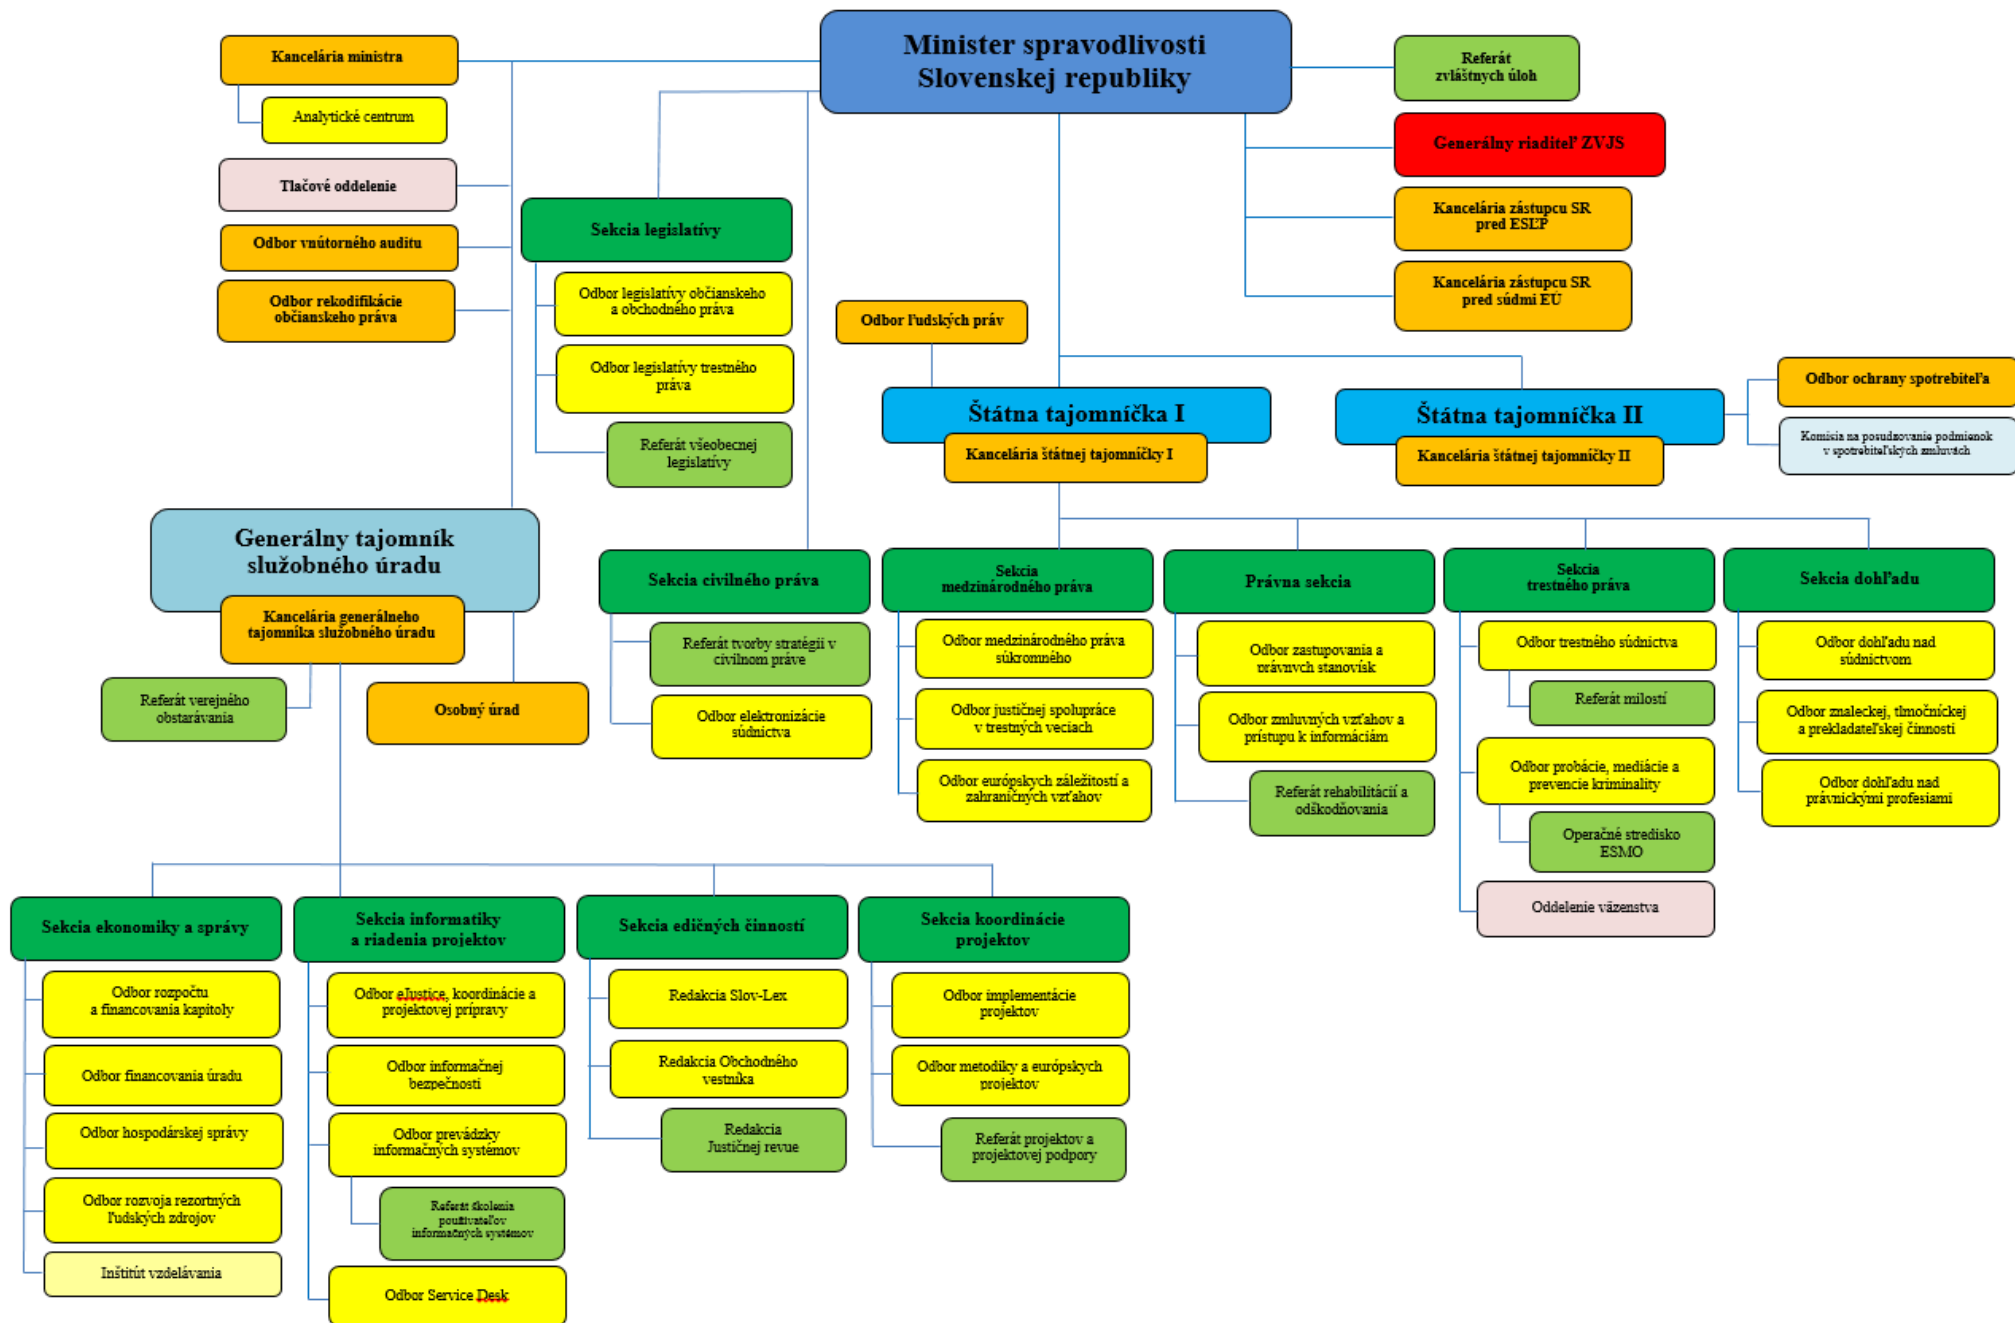 Minister spravodlivosti
Slovenskej republiky
Kancelária ministra
Analytické centrum
Tlačové oddelenie
Odbor vnútorného auditu
Odbor rekodifikácie
občianskeho práva
Referát
zvláštnych úloh
Generálny riaditeľ ZVJS
Kancelária zástupcu SR
pred ESĽP
Kancelária zástupcu SR
pred súdmi EÚ
Sekcia legislatívy
Odbor legislatívy občianskeho
a obchodného práva
Odbor legislatívy trestného
práva
Referát všeobecnej
legislatívy
Odbor ľudských práv
Štátna tajomníčka I
Kancelária štátnej tajomníčky I
Štátna tajomníčka II
Kancelária štátnej tajomníčky II
Odbor ochrany spotrebiteľa
Komisia na posudzovanie podmienok
v spotrebiteľských zmluvách
Generálny tajomník
služobného úradu
Kancelária generálneho
tajomníka služobného úradu
Referát verejného
obstarávania
Osobný úrad
Sekcia civilného práva
Referát tvorby stratégií v
civilnom práve
Odbor elektronizácie
súdnictva
Sekcia
medzinárodného práva
Odbor medzinárodného práva
súkromného
Odbor justičnej spolupráce
v trestných veciach
Odbor európskych záležitostí a
zahraničných vzťahov
Právna sekcia
Odbor zastupovania a
právnych stanovísk
Odbor zmluvných vzťahov a
prístupu k informáciám
Referát rehabilitácií a
odškodňovania
Sekcia
trestného práva
Odbor trestného súdnictva
Referát milostí
Odbor probácie, mediácie a
prevencie kriminality
Operačné stredisko
ESMO
Oddelenie väzenstva
Sekcia dohľadu
Odbor dohľadu nad
súdnictvom
Odbor znaleckej, tlmočníckej
a prekladateľskej činnosti
Odbor dohľadu nad
právnickými profesiami
Sekcia ekonomiky a správy
Odbor rozpočtu
a financovania kapitoly
Odbor financovania úradu
Odbor hospodárskej správy
Odbor rozvoja rezortných
ľudských zdrojov
Inštitút vzdelávania
Sekcia informatiky
a riadenia projektov
Odbor eJustice, koordinácie a
projektovej prípravy
Odbor informačnej
bezpečnosti
Odbor prevádzky
informačných systémov
Referát školenia
používateľov
informačných systémov
Odbor Service Desk
Sekcia edičných činností
Redakcia Slov-Lex
Redakcia Obchodného
vestníka
Redakcia
Justičnej revue
Sekcia koordinácie
projektov
Odbor implementácie
projektov
Odbor metodiky a európskych
projektov
Referát projektov a
projektovej podpory